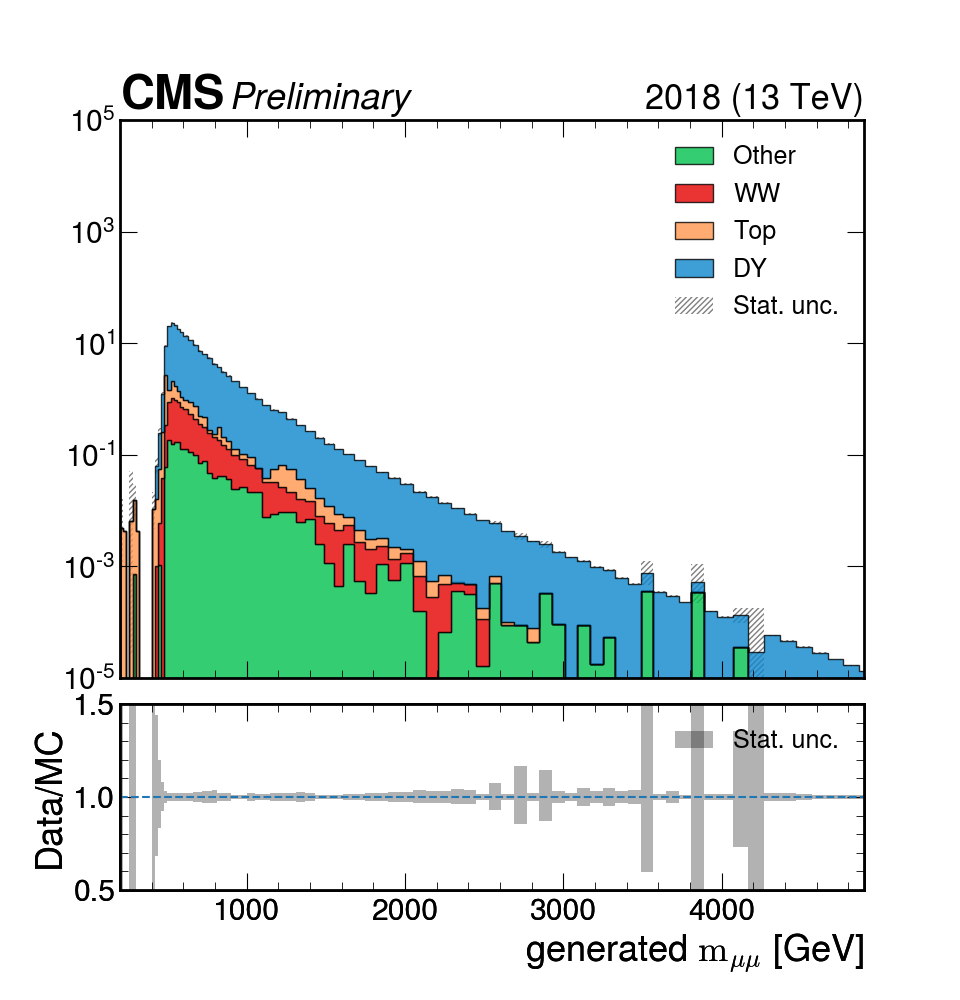 CMS Preliminary 2018 (13 TeV)
10^5
Other
WW
10^3
Top
DY
Stat. unc.
10^1
10^-1
10^-3
10^-5
1.5
Stat. unc.
Data/MC
1.0
0.5
1000 2000 3000 4000
generated m_μμ [GeV]